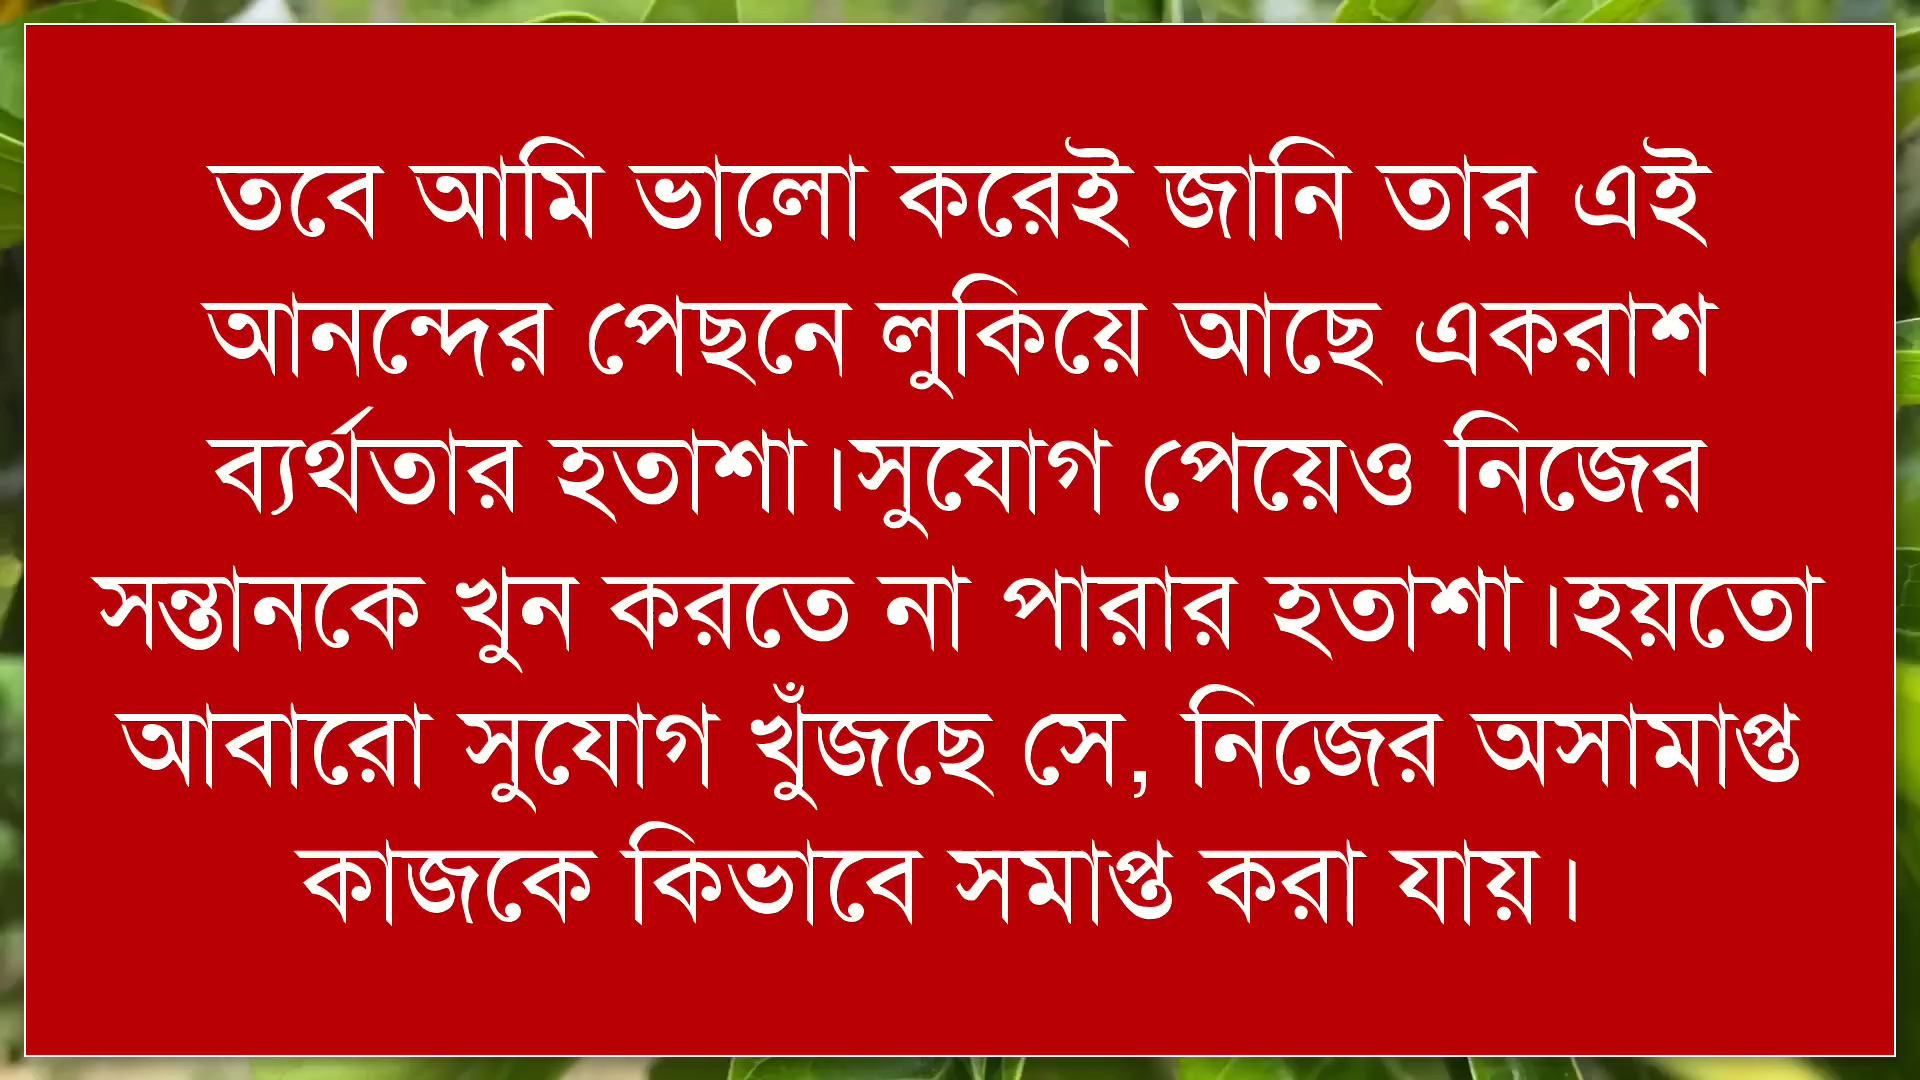 তবে আমি ভালো করেই জানি তার এই
আনন্দের পেছনে লুকিয়ে আছে একরাশ
ব্যর্থতার হতাশা।সুযোগ পেয়েও নিজের
সন্তানকে খুন করতে না পারার হতাশা।হয়তো
আবারো সুযোগ খুঁজছে সে, নিজের অসামাপ্ত
কাজকে কিভাবে সমাপ্ত করা যায়।